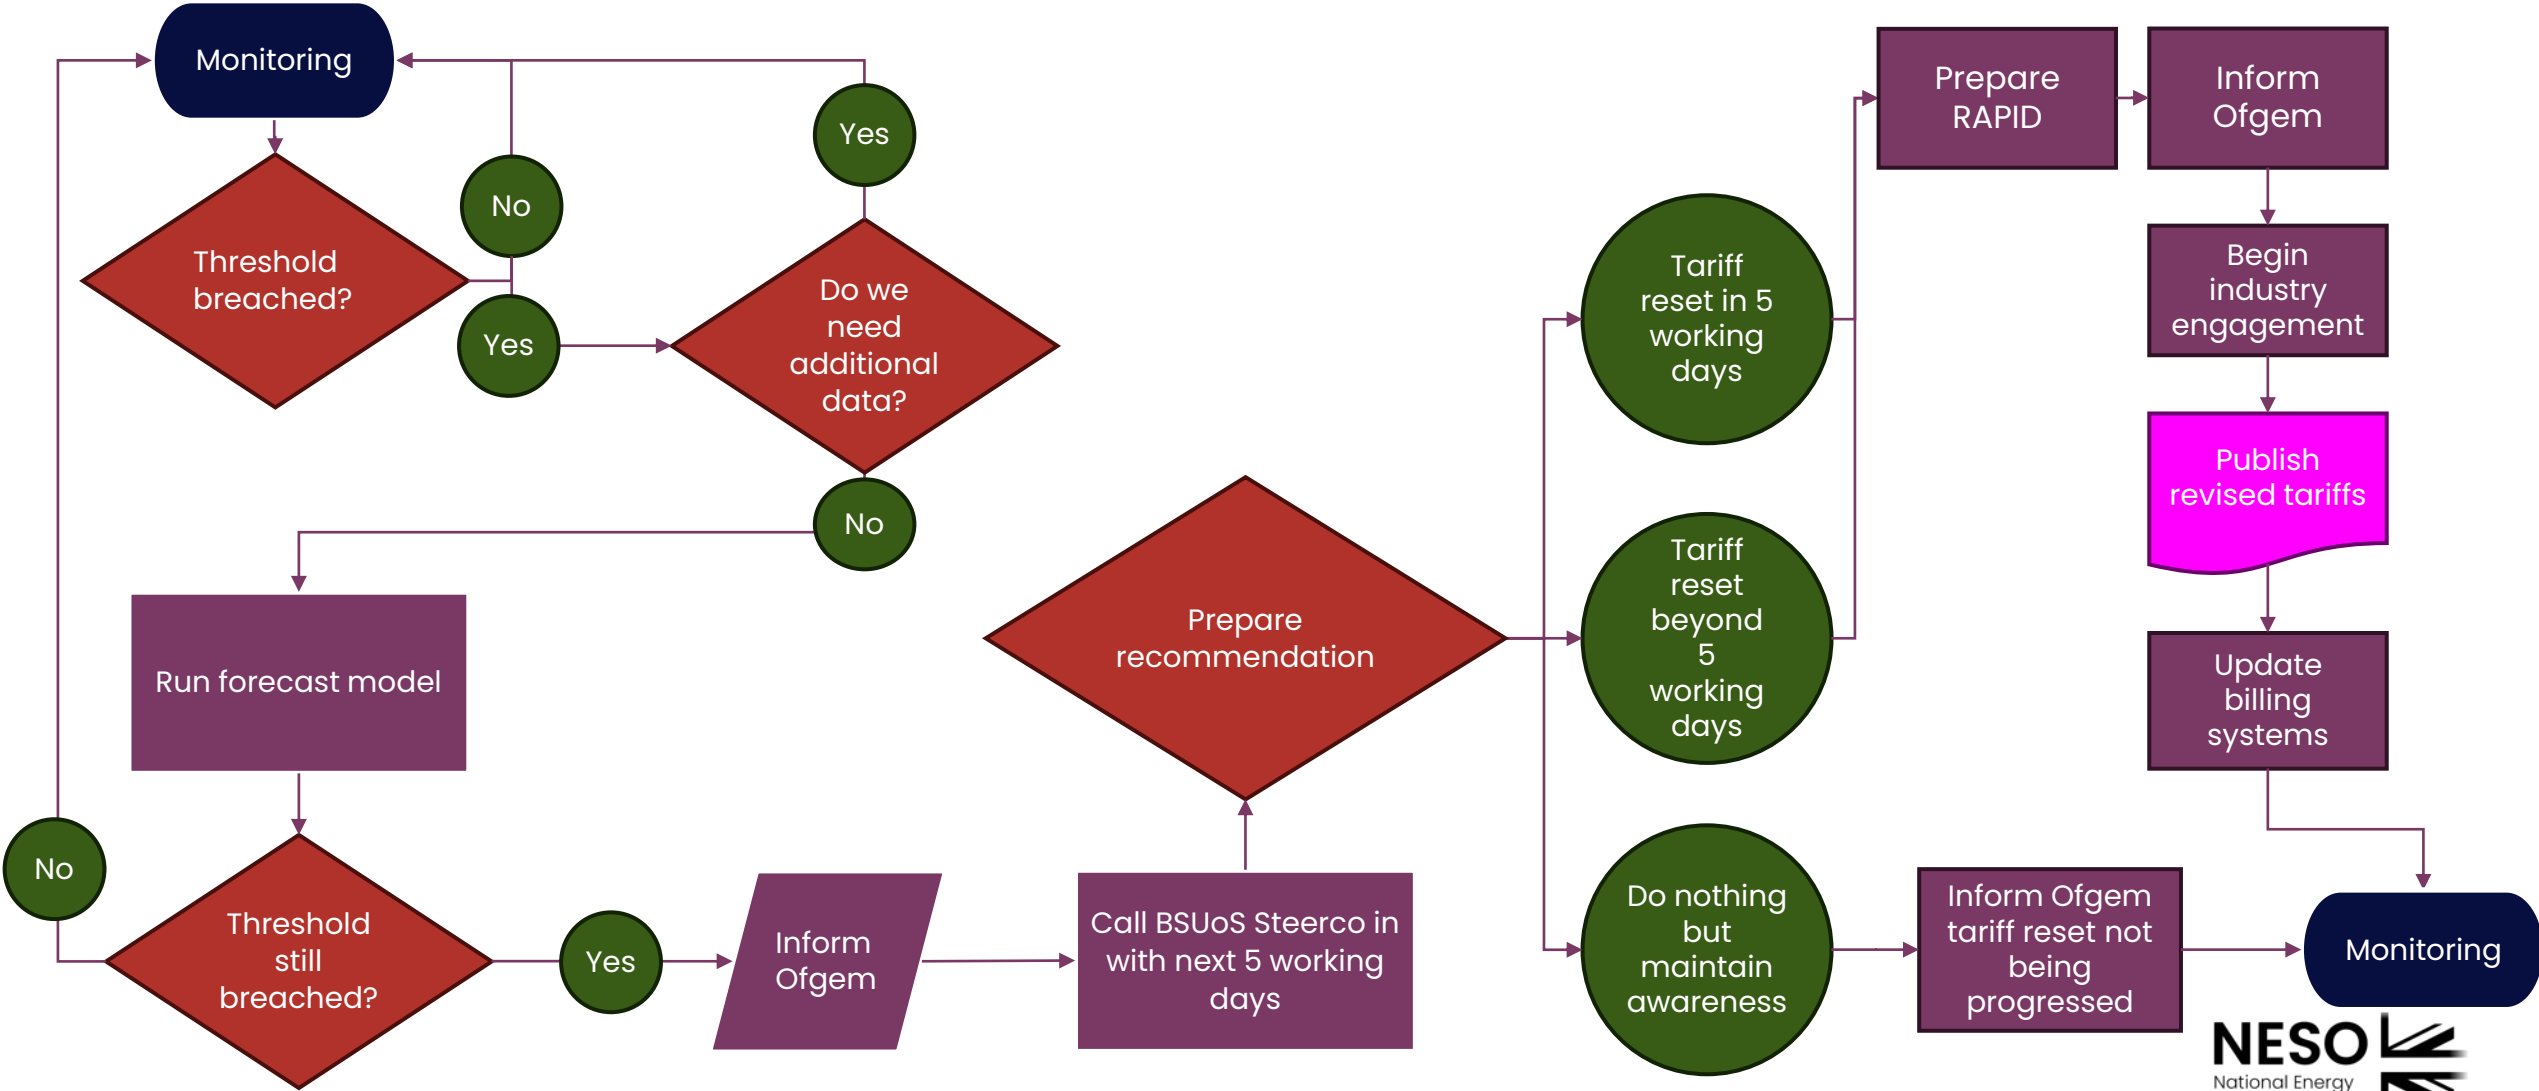 Monitoring
Threshold
breached?
No
Yes
Yes
Do we
need
additional
data?
No
Run forecast model
No
Threshold
still
breached?
Yes
Inform
Ofgem
Call BSUoS Steerco in
with next 5 working
days
Prepare
recommendation
Tariff
reset in 5
working
days
Tariff
reset
beyond
5
working
days
Do nothing
but
maintain
awareness
Prepare
RAPID
Inform
Ofgem
Begin
industry
engagement
Publish
revised tariffs
Update
billing
systems
Inform Ofgem
tariff reset not
being
progressed
Monitoring
NESO
National Energy